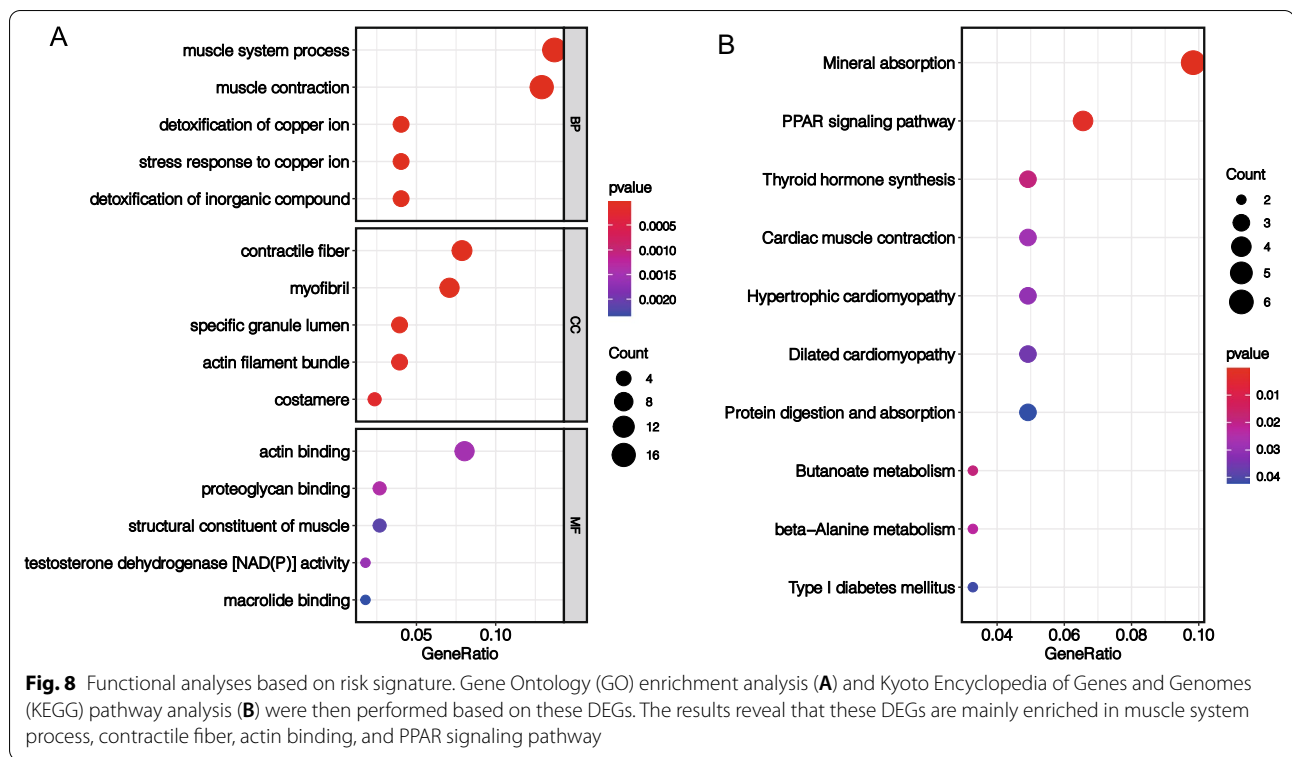 A
muscle system process
muscle contraction
detoxification of copper ion
stress response to copper ion
detoxification of inorganic compound
BP
contractile fiber
myofibril
specific granule lumen
actin filament bundle
costamere
CC
actin binding
proteoglycan binding
structural constituent of muscle
testosterone dehydrogenase [NAD(P)] activity
macrolide binding
MF
0.05 0.10
GeneRatio
pvalue
0.0005
0.0010
0.0015
0.0020
Count
4
8
12
16
B
Mineral absorption
PPAR signaling pathway
Thyroid hormone synthesis
Cardiac muscle contraction
Hypertrophic cardiomyopathy
Dilated cardiomyopathy
Protein digestion and absorption
Butanoate metabolism
beta−Alanine metabolism
Type I diabetes mellitus
0.04 0.06 0.08 0.10
GeneRatio
Count
2
3
4
5
6
pvalue
0.01
0.02
0.03
0.04
Fig. 8 Functional analyses based on risk signature. Gene Ontology (GO) enrichment analysis (A) and Kyoto Encyclopedia of Genes and Genomes
(KEGG) pathway analysis (B) were then performed based on these DEGs. The results reveal that these DEGs are mainly enriched in muscle system
process, contractile fiber, actin binding, and PPAR signaling pathway